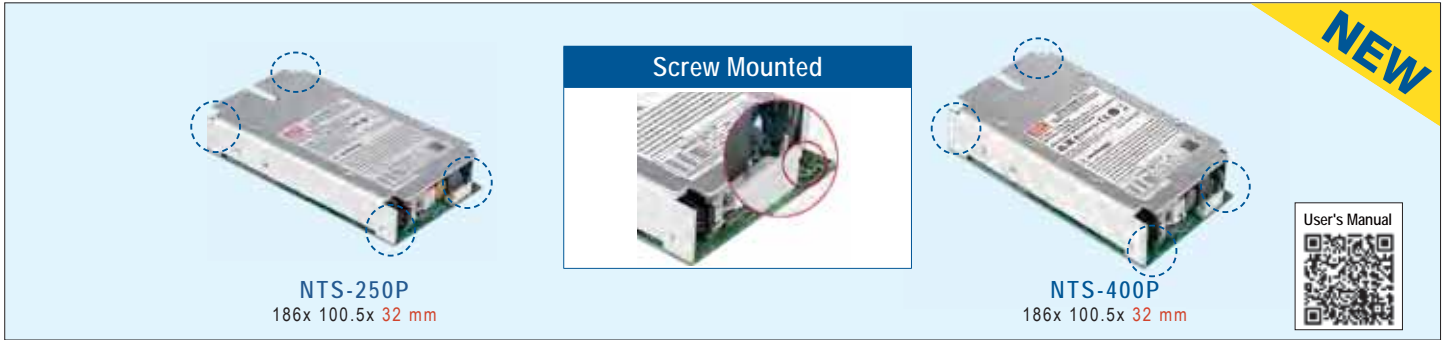 NEW
Screw Mounted
NTS-250P
186x 100.5x 32 mm
NTS-400P
186x 100.5x 32 mm
User's Manual